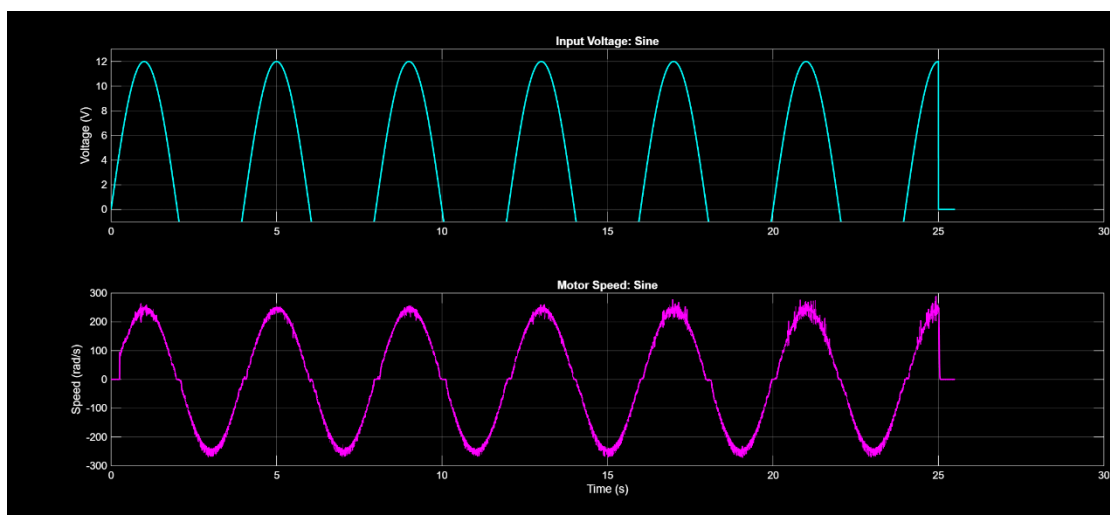 Input Voltage: Sine
Voltage (V)
12
10
8
6
4
2
0
0 5 10 15 20 25 30
Motor Speed: Sine
Speed (rad/s)
300
200
100
0
-100
-200
-300
0 5 10 15 20 25 30
Time (s)